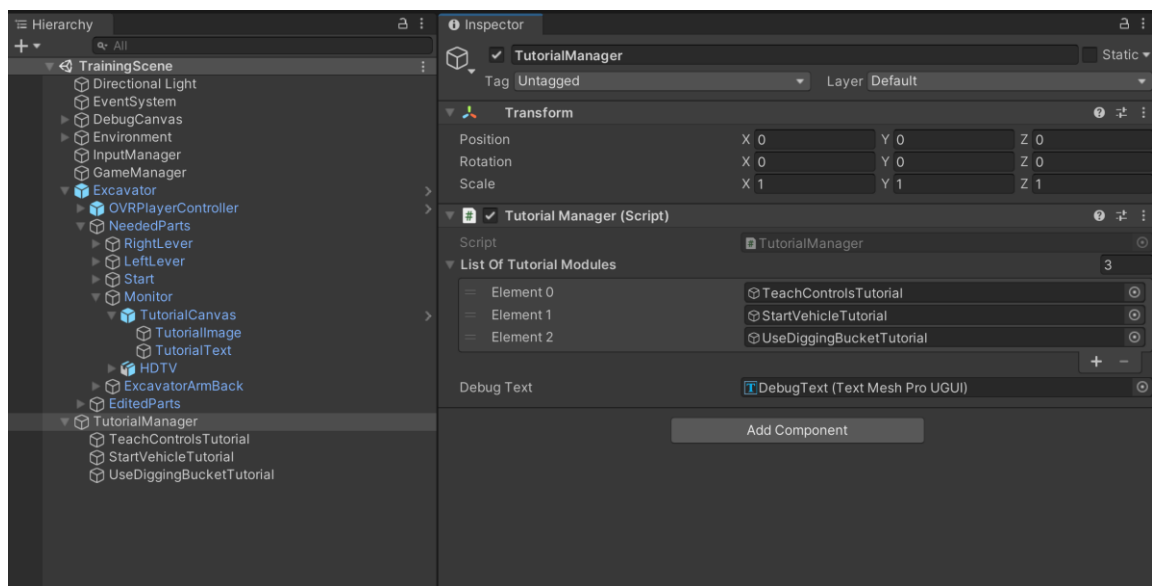 Hierarchy
All
TrainingScene
Directional Light
EventSystem
DebugCanvas
Environment
InputManager
GameManager
Excavator
OVRPlayerController
NeededParts
RightLever
LeftLever
Start
Monitor
TutorialCanvas
TutorialImage
TutorialText
HDTV
ExcavatorArmBack
EditedParts
TutorialManager
TeachControlsTutorial
StartVehicleTutorial
UseDiggingBucketTutorial
Inspector
TutorialManager Static
Tag Untagged Layer Default
Transform
Position X 0 Y 0 Z 0
Rotation X 0 Y 0 Z 0
Scale X 1 Y 1 Z 1
# Tutorial Manager (Script)
Script # TutorialManager
List Of Tutorial Modules 3
Element 0 TeachControlsTutorial
Element 1 StartVehicleTutorial
Element 2 UseDiggingBucketTutorial
+ −
Debug Text T DebugText (Text Mesh Pro UGUI)
Add Component